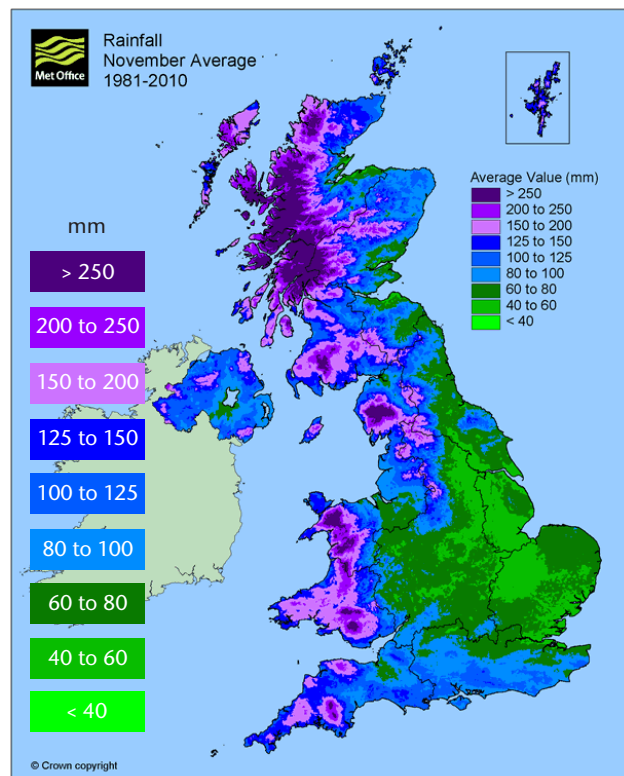 Met Office
Rainfall
November Average
1981-2010
Average Value (mm)
> 250
200 to 250
150 to 200
125 to 150
100 to 125
80 to 100
60 to 80
40 to 60
< 40
mm
> 250
200 to 250
150 to 200
125 to 150
100 to 125
80 to 100
60 to 80
40 to 60
< 40
© Crown copyright